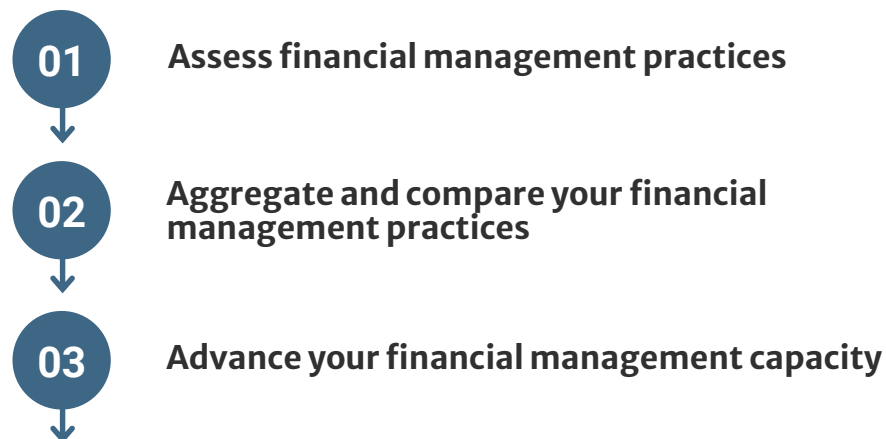 01
Assess financial management practices
02
Aggregate and compare your financial
management practices
03
Advance your financial management capacity